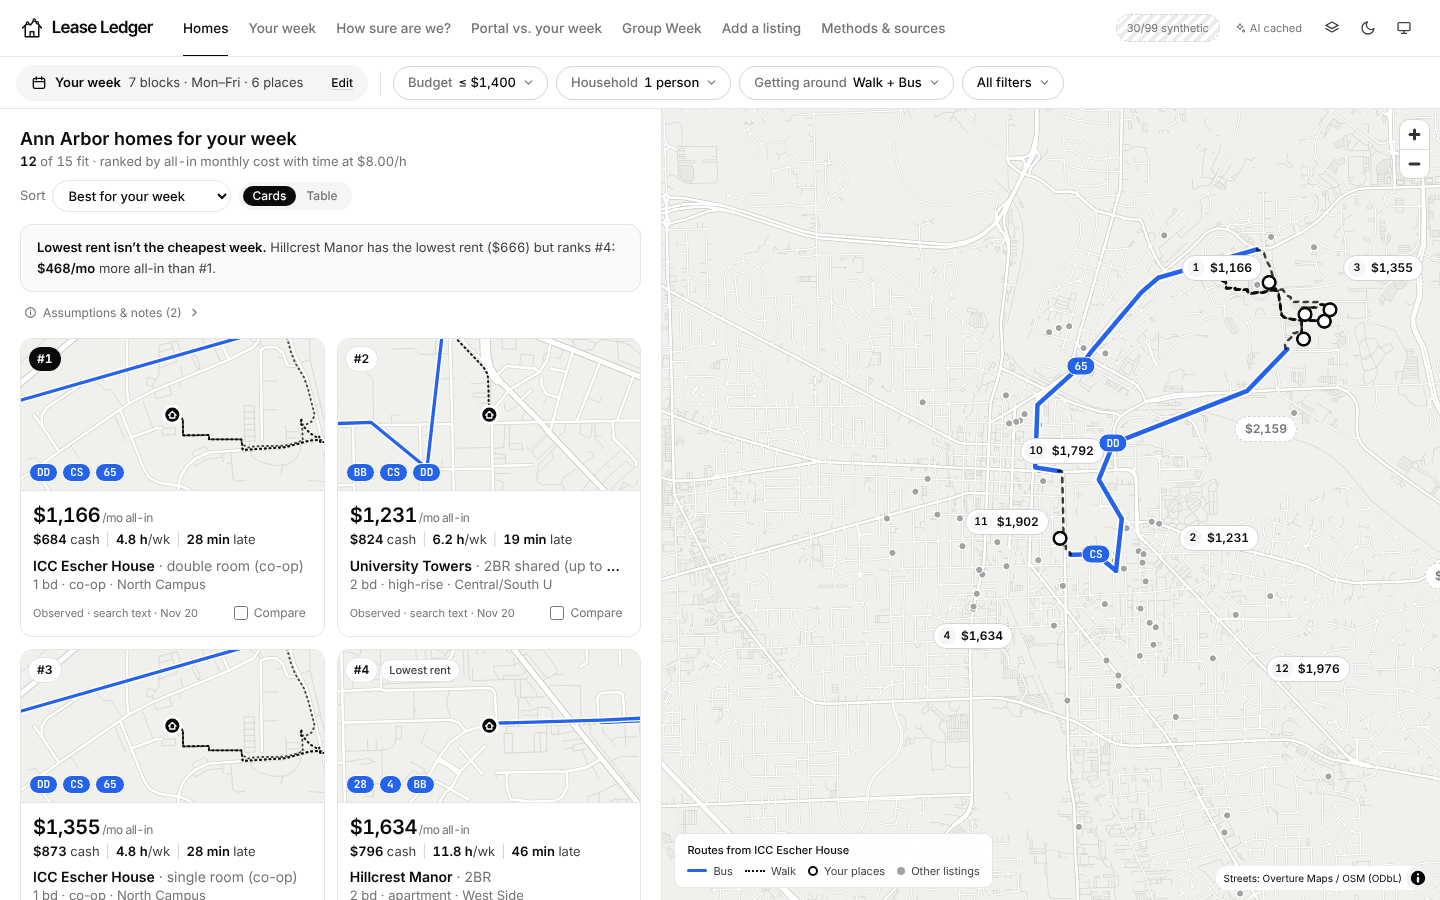 Lease Ledger
Homes
Your week
How sure are we?
Portal vs. your week
Group Week
Add a listing
Methods & sources
30/99 synthetic
AI cached
Your week 7 blocks · Mon–Fri · 6 places Edit
Budget ≤ $1,400
Household 1 person
Getting around Walk + Bus
All filters
Ann Arbor homes for your week
12 of 15 fit · ranked by all-in monthly cost with time at $8.00/h
Sort Best for your week
Cards Table
Lowest rent isn't the cheapest week. Hillcrest Manor has the lowest rent ($666) but ranks #4:
$468/mo more all-in than #1.
Assumptions & notes (2)
#1
DD CS 65
$1,166 /mo all-in
$684 cash 4.8 h/wk 28 min late
ICC Escher House · double room (co-op)
1 bd · co-op · North Campus
Observed · search text · Nov 20
Compare
#2
BB CS DD
$1,231 /mo all-in
$824 cash 6.2 h/wk 19 min late
University Towers · 2BR shared (up to ...
2 bd · high-rise · Central/South U
Observed · search text · Nov 20
Compare
#3
DD CS 65
$1,355 /mo all-in
$873 cash 4.8 h/wk 28 min late
ICC Escher House · single room (co-op)
1 bd · co-op · North Campus
#4 Lowest rent
28 4 BB
$1,634 /mo all-in
$796 cash 11.8 h/wk 46 min late
Hillcrest Manor · 2BR
2 bd · apartment · West Side
1 $1,166
3 $1,355
65
$2,159
10 $1,792
DD
11 $1,902
2 $1,231
CS
4 $1,634
12 $1,976
Routes from ICC Escher House
Bus Walk Your places Other listings
Streets: Overture Maps / OSM (ODbL)